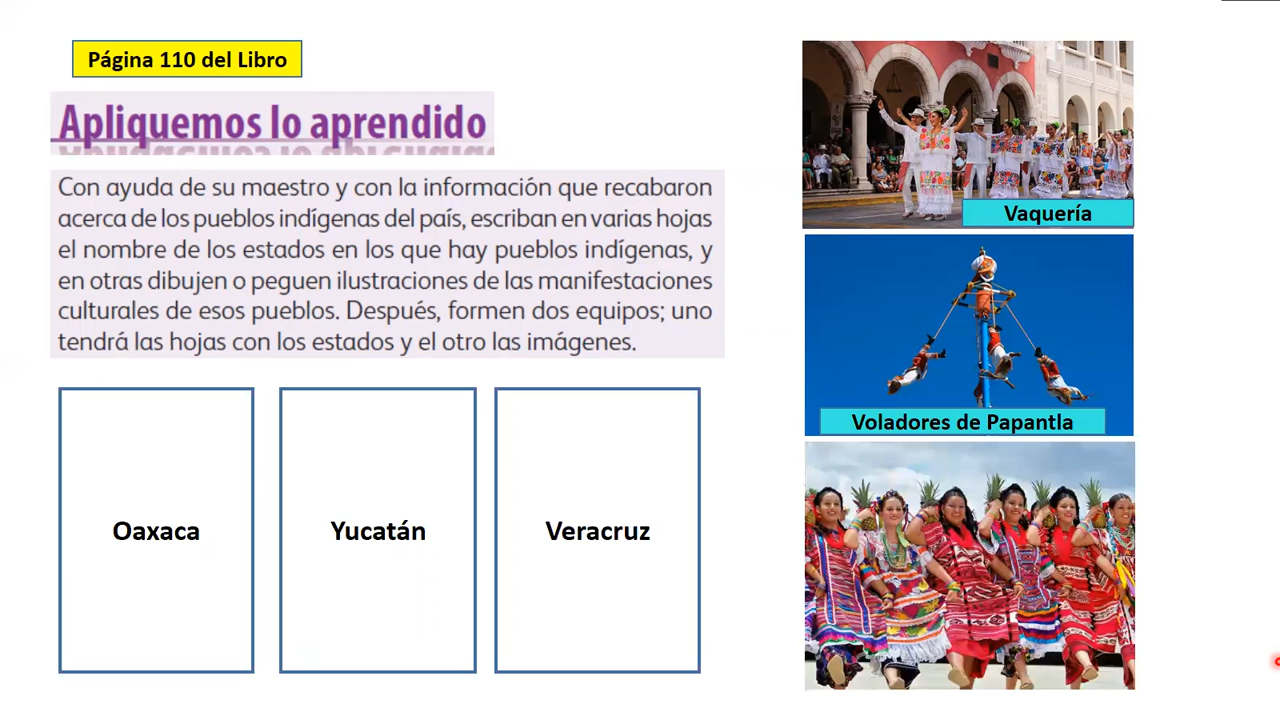 Página 110 del Libro
Apliquemos lo aprendido
Con ayuda de su maestro y con la información que recabaron
acerca de los pueblos indígenas del país, escriban en varias hojas
el nombre de los estados en los que hay pueblos indígenas, y
en otras dibujen o peguen ilustraciones de las manifestaciones
culturales de esos pueblos. Después, formen dos equipos; uno
tendrá las hojas con los estados y el otro las imágenes.
Oaxaca
Yucatán
Veracruz
Vaquería
Voladores de Papantla